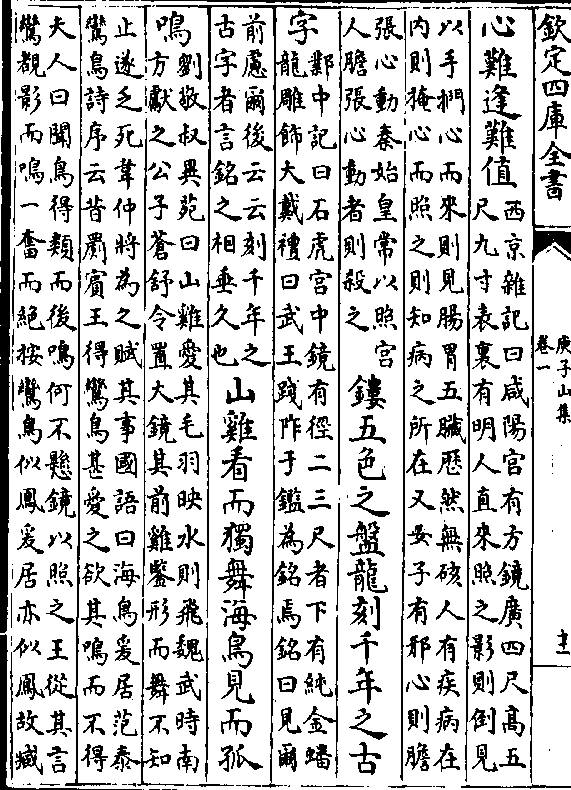 欽定四庫全書
庾子山集
卷一
十二
心難逢難值
西京雜記曰咸陽宮有方鏡廣四尺高五
尺九寸表裏有明人直來照之影則倒見
以手捫心而來則見腸胃五臟歷然無硋人有疾病在
内則掩心而照之則知病之所在又女子有邪心則膽
張心動秦始皇常以照宮
人膽張心動者則殺之
鏤五色之盤龍刻千年之古
字
鄴中記曰石虎宮中鏡有徑二三尺者下有純金蟠
龍雕飾大戴禮曰武王踐阼于鑑為銘焉銘曰見爾
前慮爾後云云刻千年之
古字者言銘之相垂久也
山雞看而獨舞海鳥見而孤
鳴
劉敬叔異苑曰山雞愛其毛羽映水則飛魏武時南
方獻之公子蒼舒令置大鏡其前雞鑒形而舞不知
止遂乏死韋仲將為之賦其事國語曰海鳥爰居范泰
鸞鳥詩序云昔罽賓王得鸞鳥甚愛之欲其鳴而不得
夫人曰聞鳥得類而後鳴何不懸鏡以照之王從其言
鸞覩影而鳴一奮而絶按鸞鳥似鳳爰居亦似鳳故臧